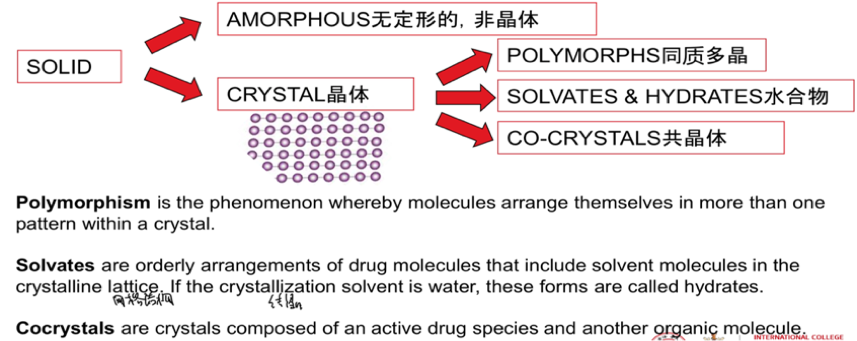 AMORPHOUS无定形的, 非晶体
SOLID
POLYMORPHS同质多晶
CRYSTAL晶体
SOLVATES & HYDRATES水合物
CO-CRYSTALS共晶体
Polymorphism is the phenomenon whereby molecules arrange themselves in more than one
pattern within a crystal.
Solvates are orderly arrangements of drug molecules that include solvent molecules in the
crystalline lattice. If the crystallization solvent is water, these forms are called hydrates.
Cocrystals are crystals composed of an active drug species and another organic molecule.
INTERNATIONAL COLLEGE